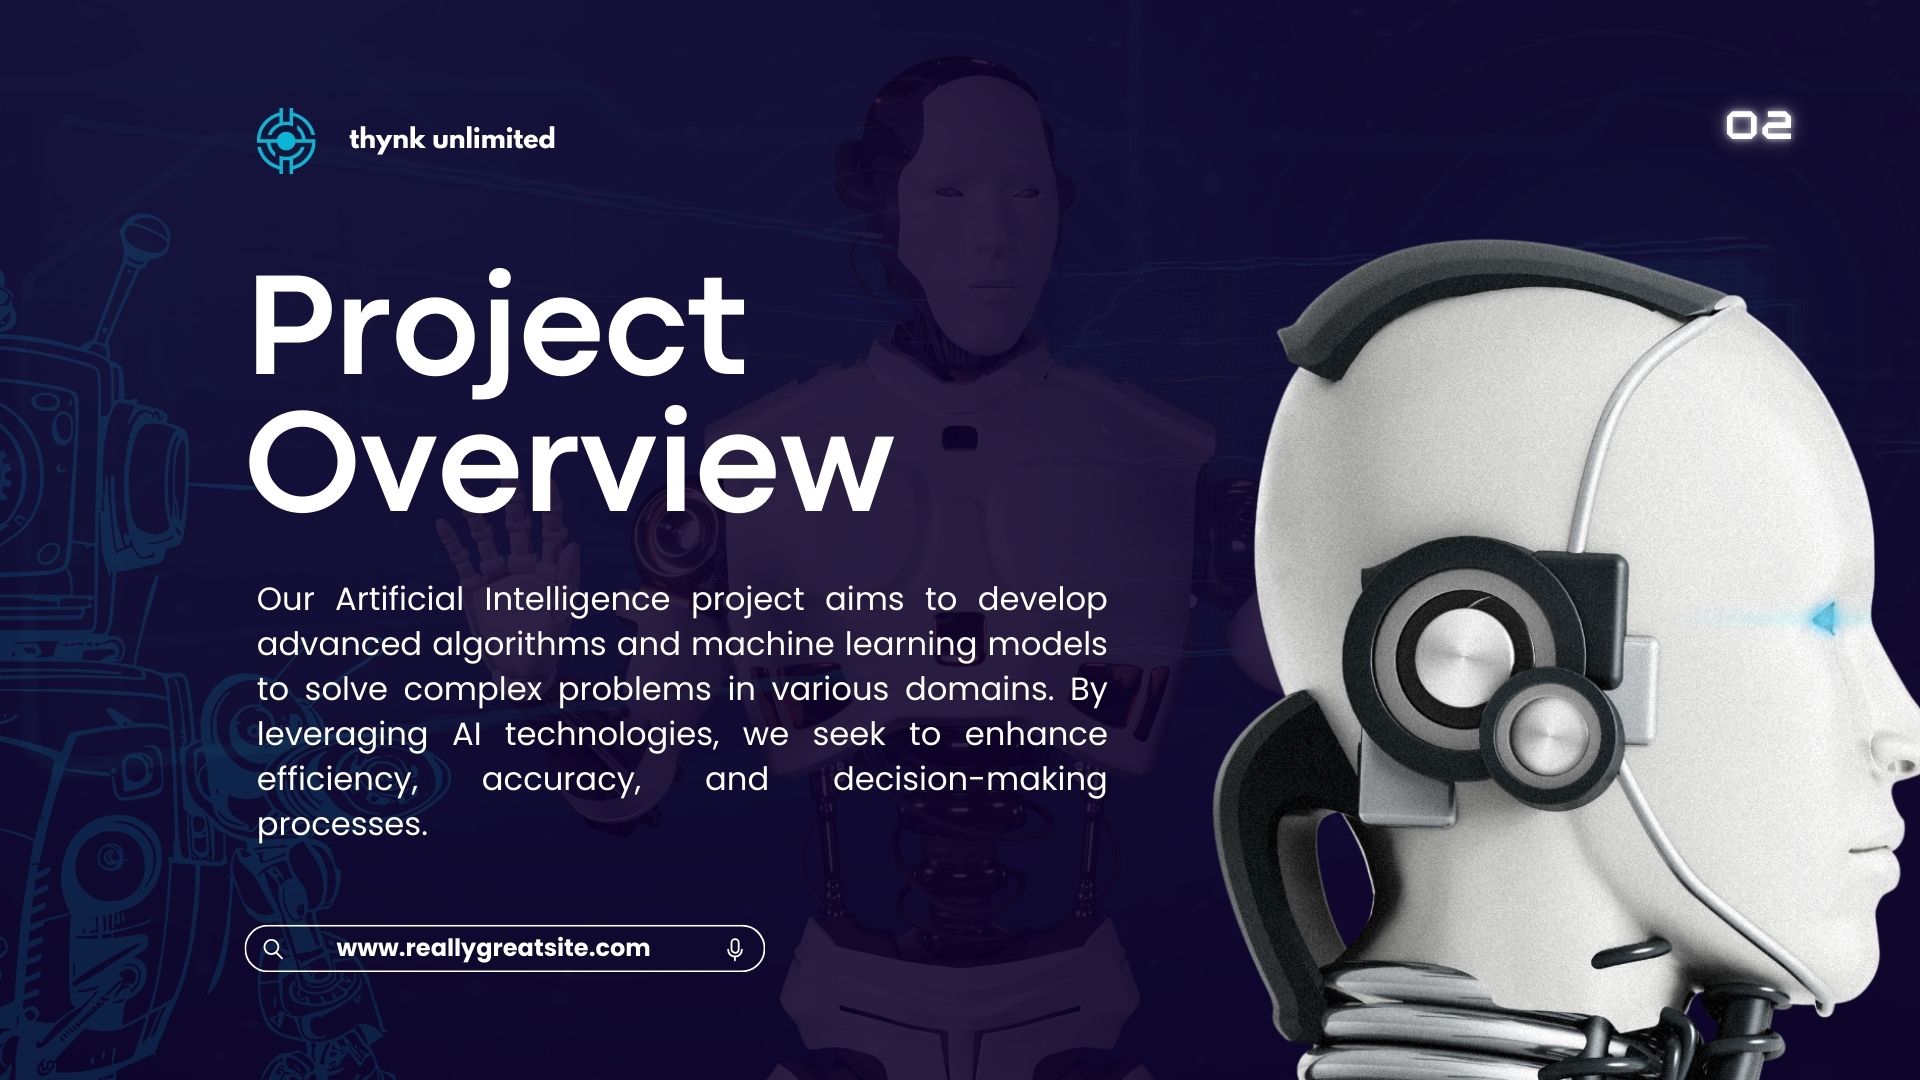 thynk unlimited
02
Project
Overview
Our Artificial Intelligence project aims to develop
advanced algorithms and machine learning models
to solve complex problems in various domains. By
leveraging AI technologies, we seek to enhance
efficiency, accuracy, and decision-making
processes.
www.reallygreatsite.com